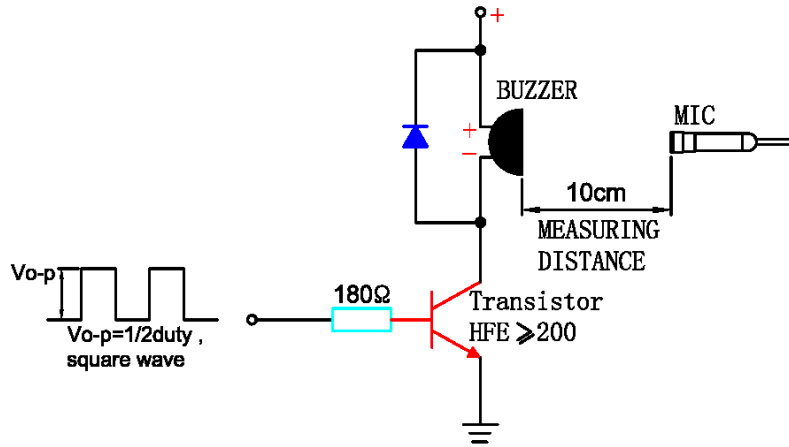 +
BUZZER
MIC
+
−
10cm
MEASURING
DISTANCE
Vo-p
180Ω
Transistor
HFE ⩾200
Vo-p=1/2duty ,
square wave